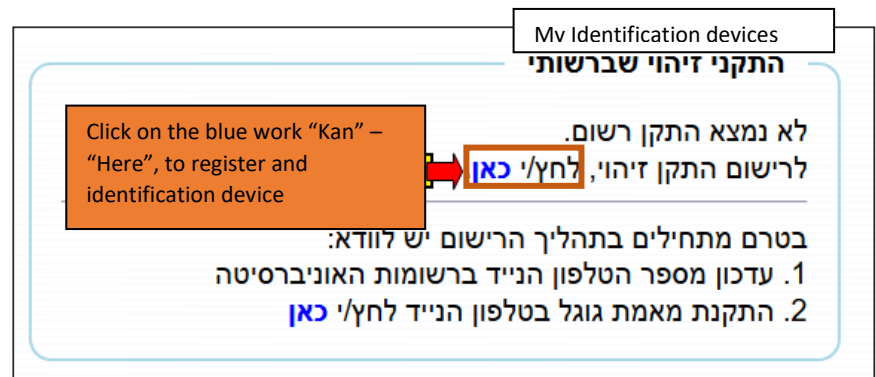 Mv Identification devices
התקני זיהוי שברשותי
לא נמצא התקן רשום.
לרישום התקן זיהוי, לחץ/י כאן
Click on the blue work “Kan” –
“Here”, to register and
identification device
בטרם מתחילים בתהליך הרישום יש לוודא:
1. עדכון מספר הטלפון הנייד ברשומות האוניברסיטה
2. התקנת מאמת גוגל בטלפון הנייד לחץ/י כאן